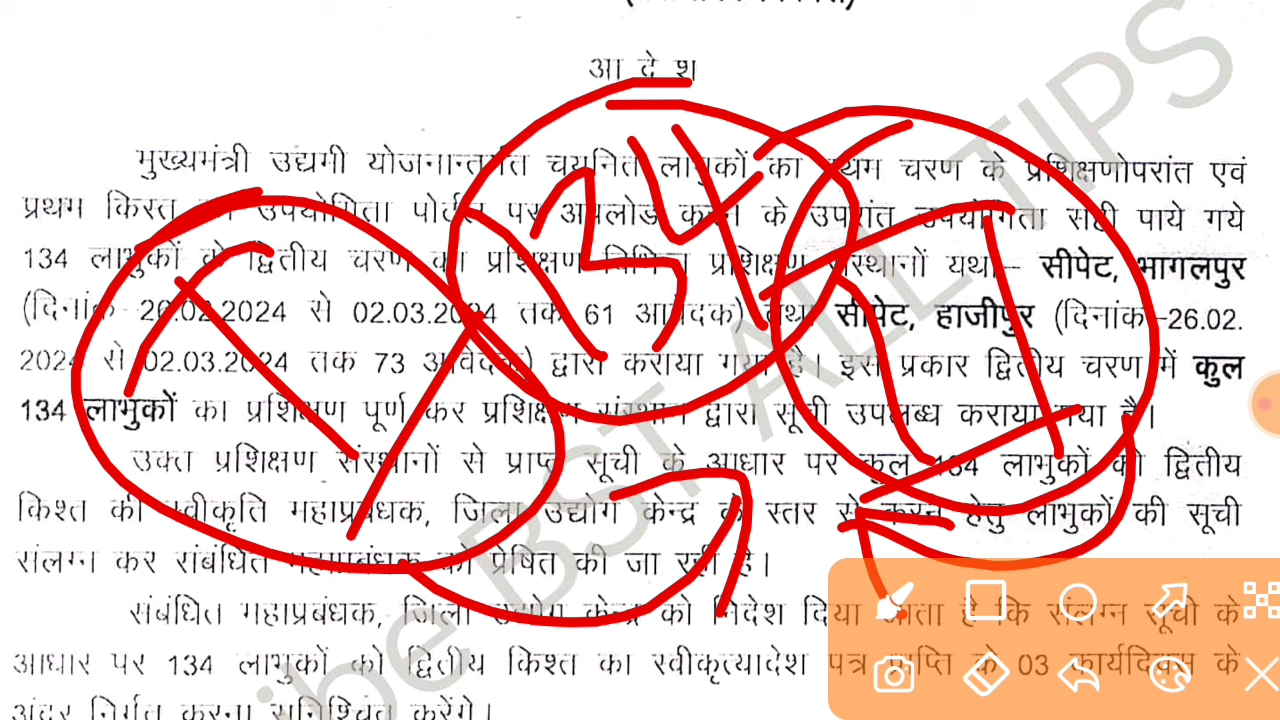 आ दे श
मुख्यमंत्री उद्यमी योजनान्तर्गत चयनित लाभुकों का प्रथम चरण के प्रशिक्षणोपरांत एवं
प्रथम किस्त का उपयोगिता पोर्टल पर अपलोड करने के उपरांत उपयोगिता सही पाये गये
134 लाभुकों के द्वितीय चरण का प्रशिक्षण विभिन्न प्रशिक्षण संस्थानों यथा– सीपेट, भागलपुर
(दिनांक 26.02.2024 से 02.03.2024 तक 61 आवेदक) तथा सीपेट, हाजीपुर (दिनांक–26.02.
2024 से 02.03.2024 तक 73 आवेदक) द्वारा कराया गया है। इस प्रकार द्वितीय चरण में कुल
134 लाभुकों का प्रशिक्षण पूर्ण कर प्रशिक्षण संस्थान द्वारा सूची उपलब्ध कराया गया है।
उक्त प्रशिक्षण संस्थानों से प्राप्त सूची के आधार पर कुल 134 लाभुकों को द्वितीय
किश्त की स्वीकृति महाप्रबंधक, जिला उद्योग केन्द्र के स्तर से करने हेतु लाभुकों की सूची
संलग्न कर संबंधित महाप्रबंधक को प्रेषित की जा रही है।
संबंधित महाप्रबंधक, जिला उद्योग केन्द्र को निदेश दिया जाता है कि संलग्न सूची के
आधार पर 134 लाभुकों को द्वितीय किश्त का स्वीकृत्यादेश पत्र प्राप्ति के 03 कार्यदिवस के
अंदर निर्गत करना सुनिश्चित करेंगे।
ibe BST ALL TIPS